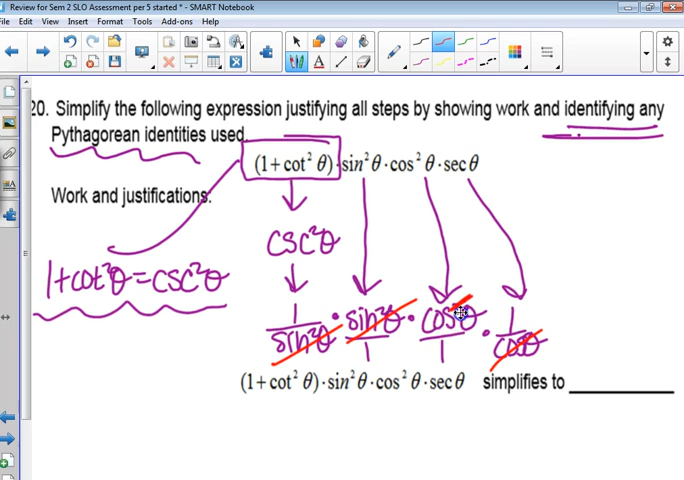 Review for Sem 2 SLO Assessment per 5 started * - SMART Notebook
File Edit View Insert Format Tools Add-ons Help
20. Simplify the following expression justifying all steps by showing work and identifying any
Pythagorean identities used.
(1+cot² θ)·sin² θ·cos² θ·sec θ
Work and justifications:
csc²θ
1+cot²θ=csc²θ
1/sin²θ · sin²θ/1 · cos²θ/1 · 1/cosθ
(1+cot² θ)·sin² θ·cos² θ·sec θ simplifies to